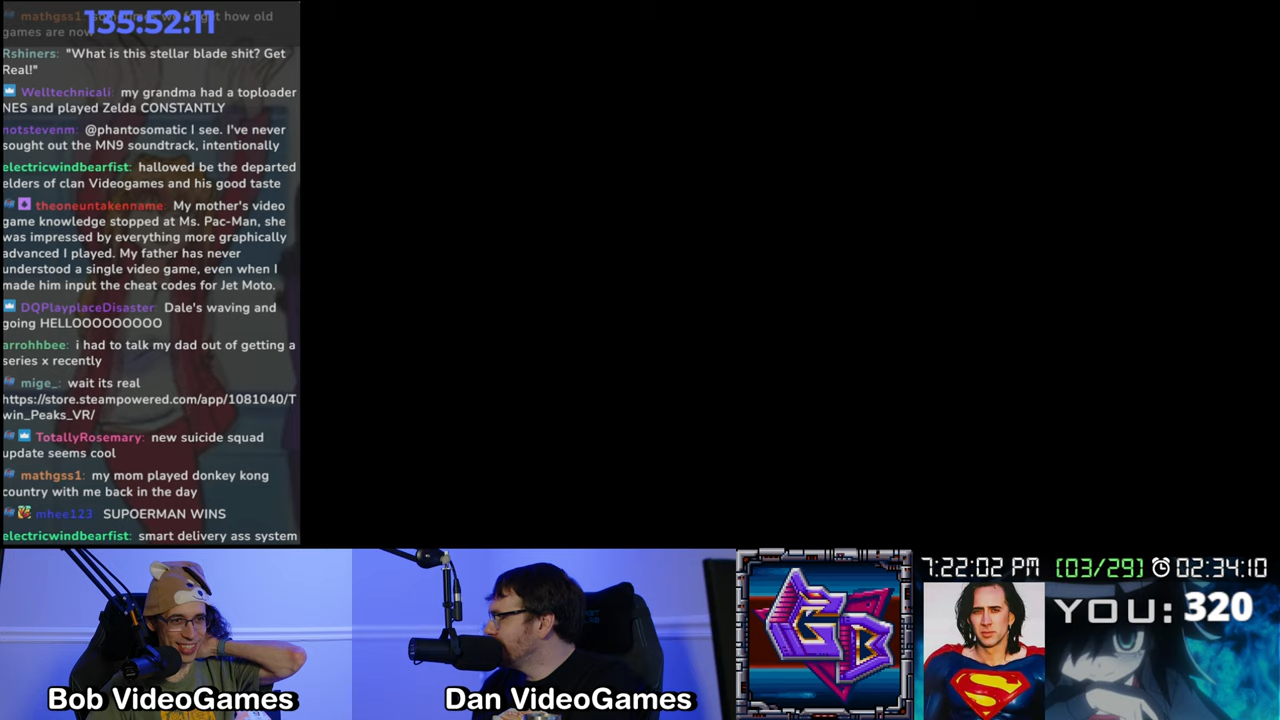 135:52:11
mathgss1: sometimes we forget how old
games are now
Rshiners: "What is this stellar blade shit? Get
Real!"
Welltechnicali: my grandma had a toploader
NES and played Zelda CONSTANTLY
notstevenm: @phantosomatic I see. I've never
sought out the MN9 soundtrack, intentionally
electricwindbearfist: hallowed be the departed
elders of clan Videogames and his good taste
theoneuntakenname: My mother's video
game knowledge stopped at Ms. Pac-Man, she
was impressed by everything more graphically
advanced I played. My father has never
understood a single video game, even when I
made him input the cheat codes for Jet Moto.
DQPlayplaceDisaster: Dale's waving and
going HELLOOOOOOOOO
arrohhbee: i had to talk my dad out of getting a
series x recently
mige_: wait its real
https://store.steampowered.com/app/1081040/T
win_Peaks_VR/
TotallyRosemary: new suicide squad
update seems cool
mathgss1: my mom played donkey kong
country with me back in the day
mhee123: SUPOERMAN WINS
electricwindbearfist: smart delivery ass system
Bob VideoGames
Dan VideoGames
GB
7:22:02 PM [03/29] 02:34:10
YOU: 320
S